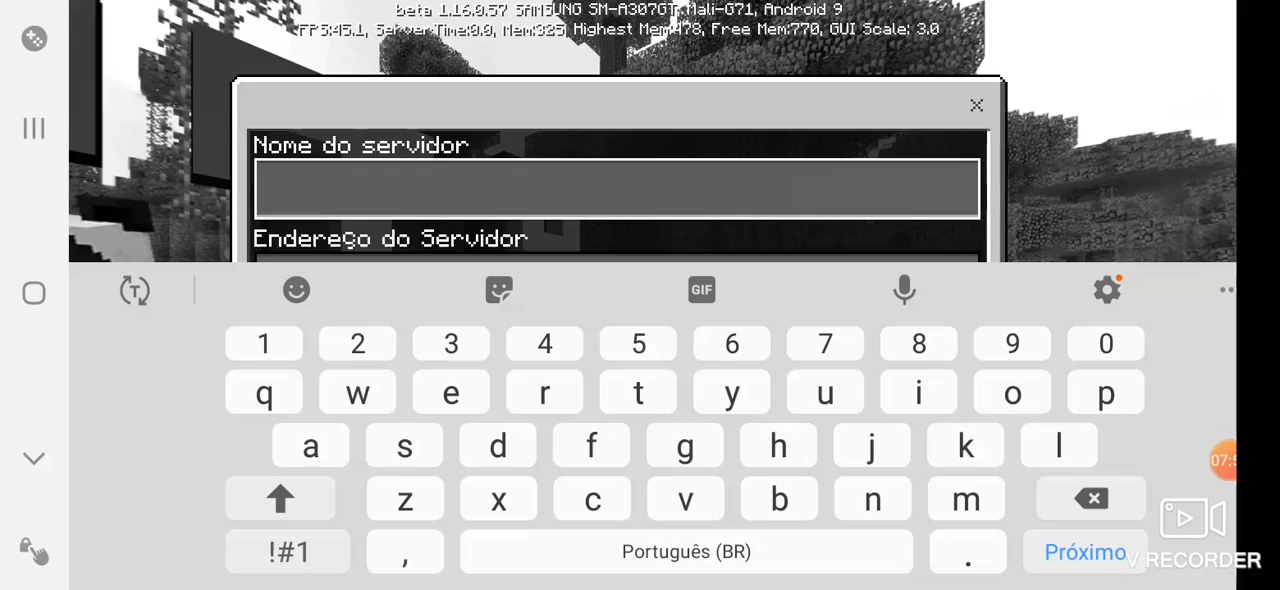 beta 1.16.0.57 SAMSUNG SM-A307GT, Mali-G71, Android 9
FPS:45.1, ServerTime:0.0, Mem:325, Highest Mem:478, Free Mem:770, GUI Scale: 3.0
Nome do servidor
Endereço do Servidor
T
GIF
1 2 3 4 5 6 7 8 9 0
q w e r t y u i o p
a s d f g h j k l
z x c v b n m
!#1 , Português (BR) . Próximo
V RECORDER